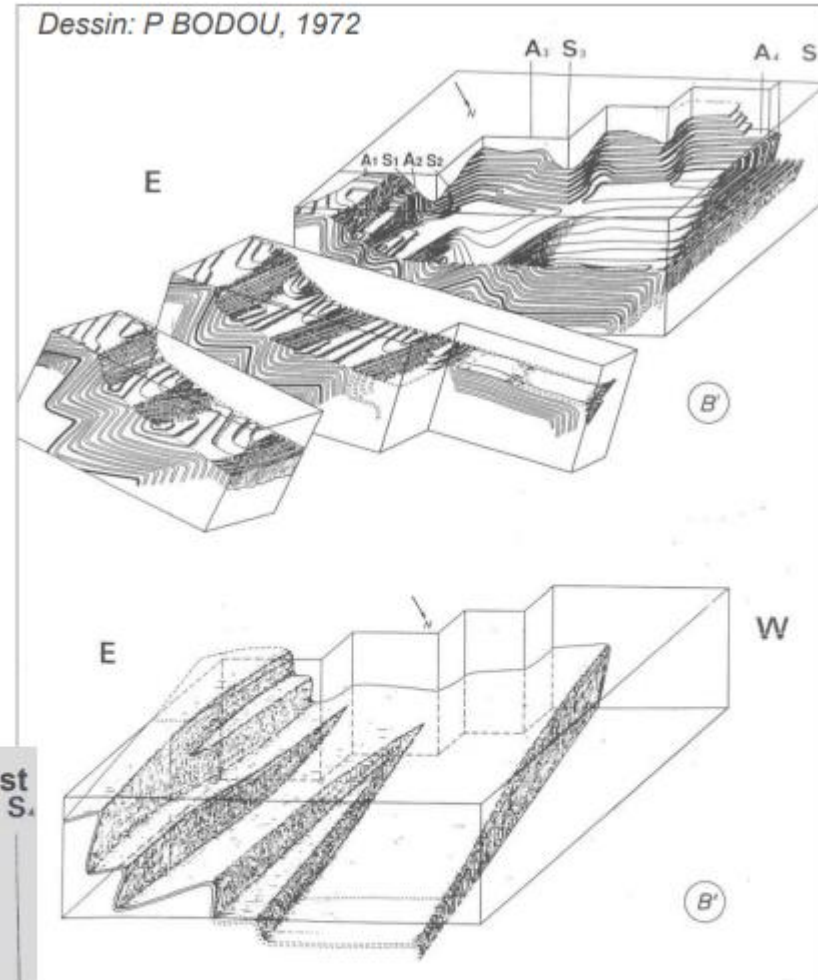 Dessin: P BODOU, 1972
A₃ S₃ A₄ S
A₁ S₁ A₂ S₂
E
N
B'
E
N
W
st
S₄
B'